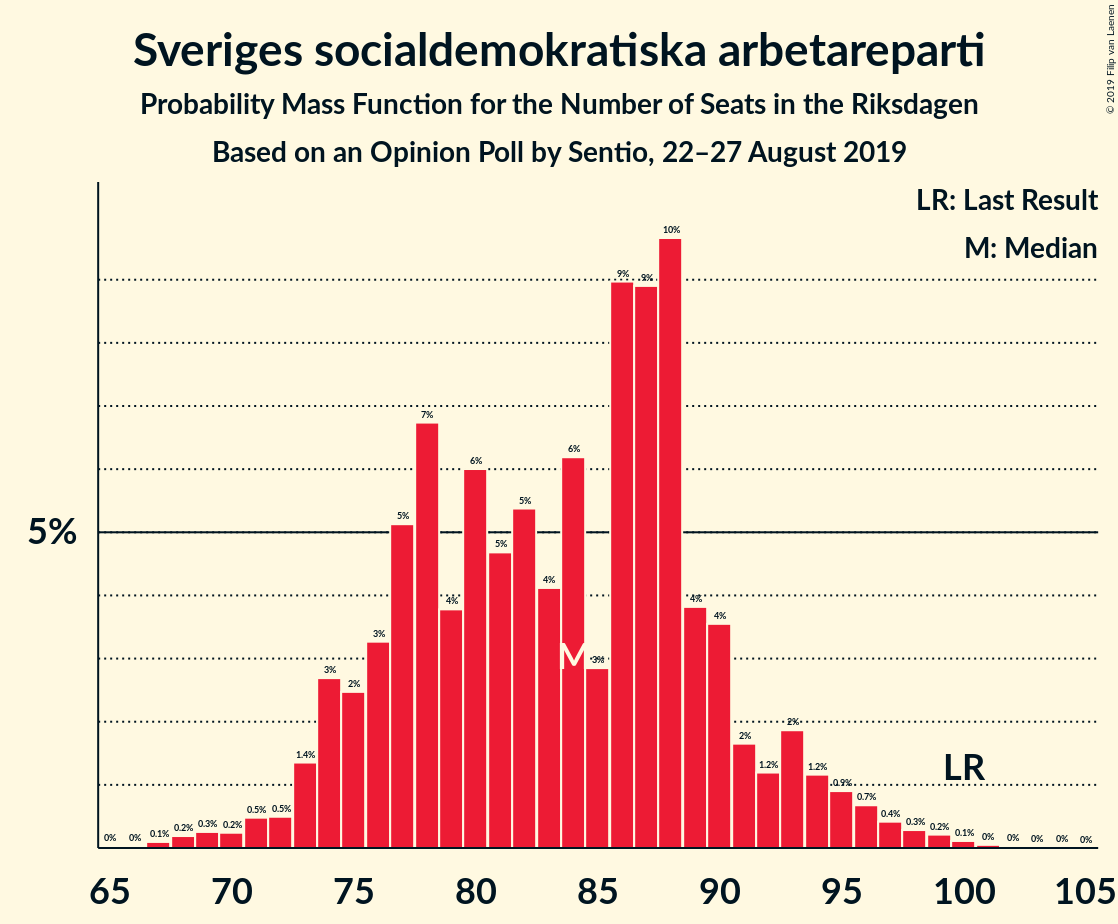 © 2019 Filip van Laenen
Sveriges socialdemokratiska arbetareparti
Probability Mass Function for the Number of Seats in the Riksdagen
Based on an Opinion Poll by Sentio, 22–27 August 2019
LR: Last Result
M: Median
5%
0% 0% 0.1% 0.2% 0.3% 0.2% 0.5% 0.5% 1.4% 3% 2% 3% 5% 7% 4% 6% 5% 5% 4% 6% 3% 9% 9% 10% 4% 4% 2% 1.2% 2% 1.2% 0.9% 0.7% 0.4% 0.3% 0.2% 0.1% 0% 0% 0% 0% 0%
M
LR
65 70 75 80 85 90 95 100 105